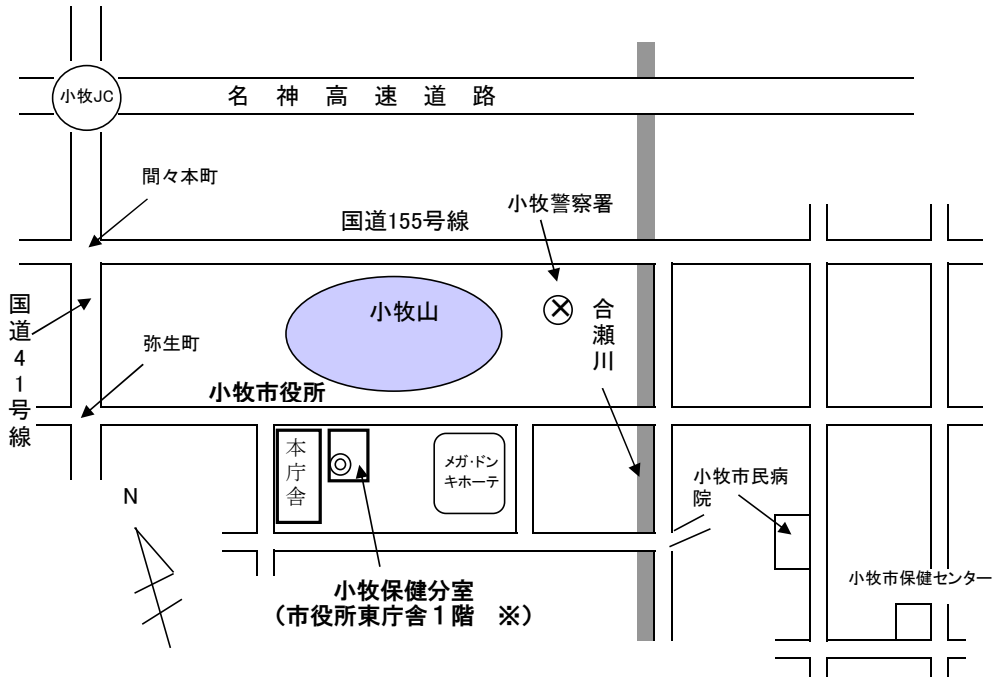 小牧JC
名神高速道路
間々本町
小牧警察署
国道155号線
国道41号線
小牧山
合瀬川
弥生町
小牧市役所
本庁舎
メガ・ドン
キホーテ
小牧市民病
院
N
小牧市保健センター
小牧保健分室
(市役所東庁舎1階 ※)